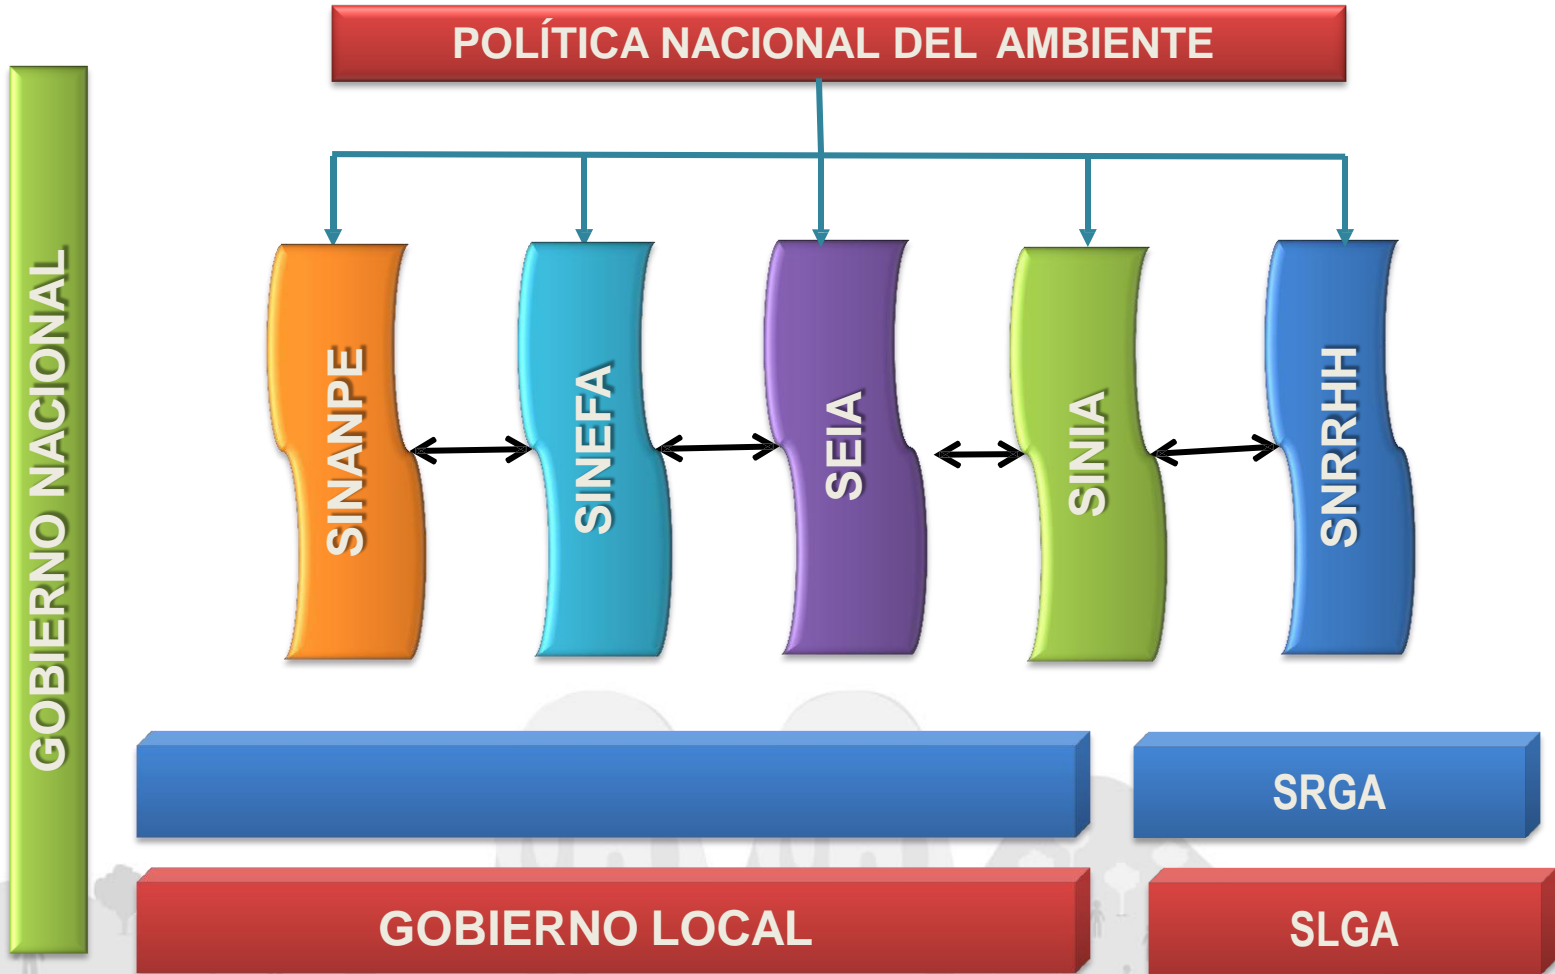 POLÍTICA NACIONAL DEL AMBIENTE
GOBIERNO NACIONAL
SINANPE
SINEFA
SEIA
SINIA
SNRRHH
SRGA
GOBIERNO LOCAL
SLGA